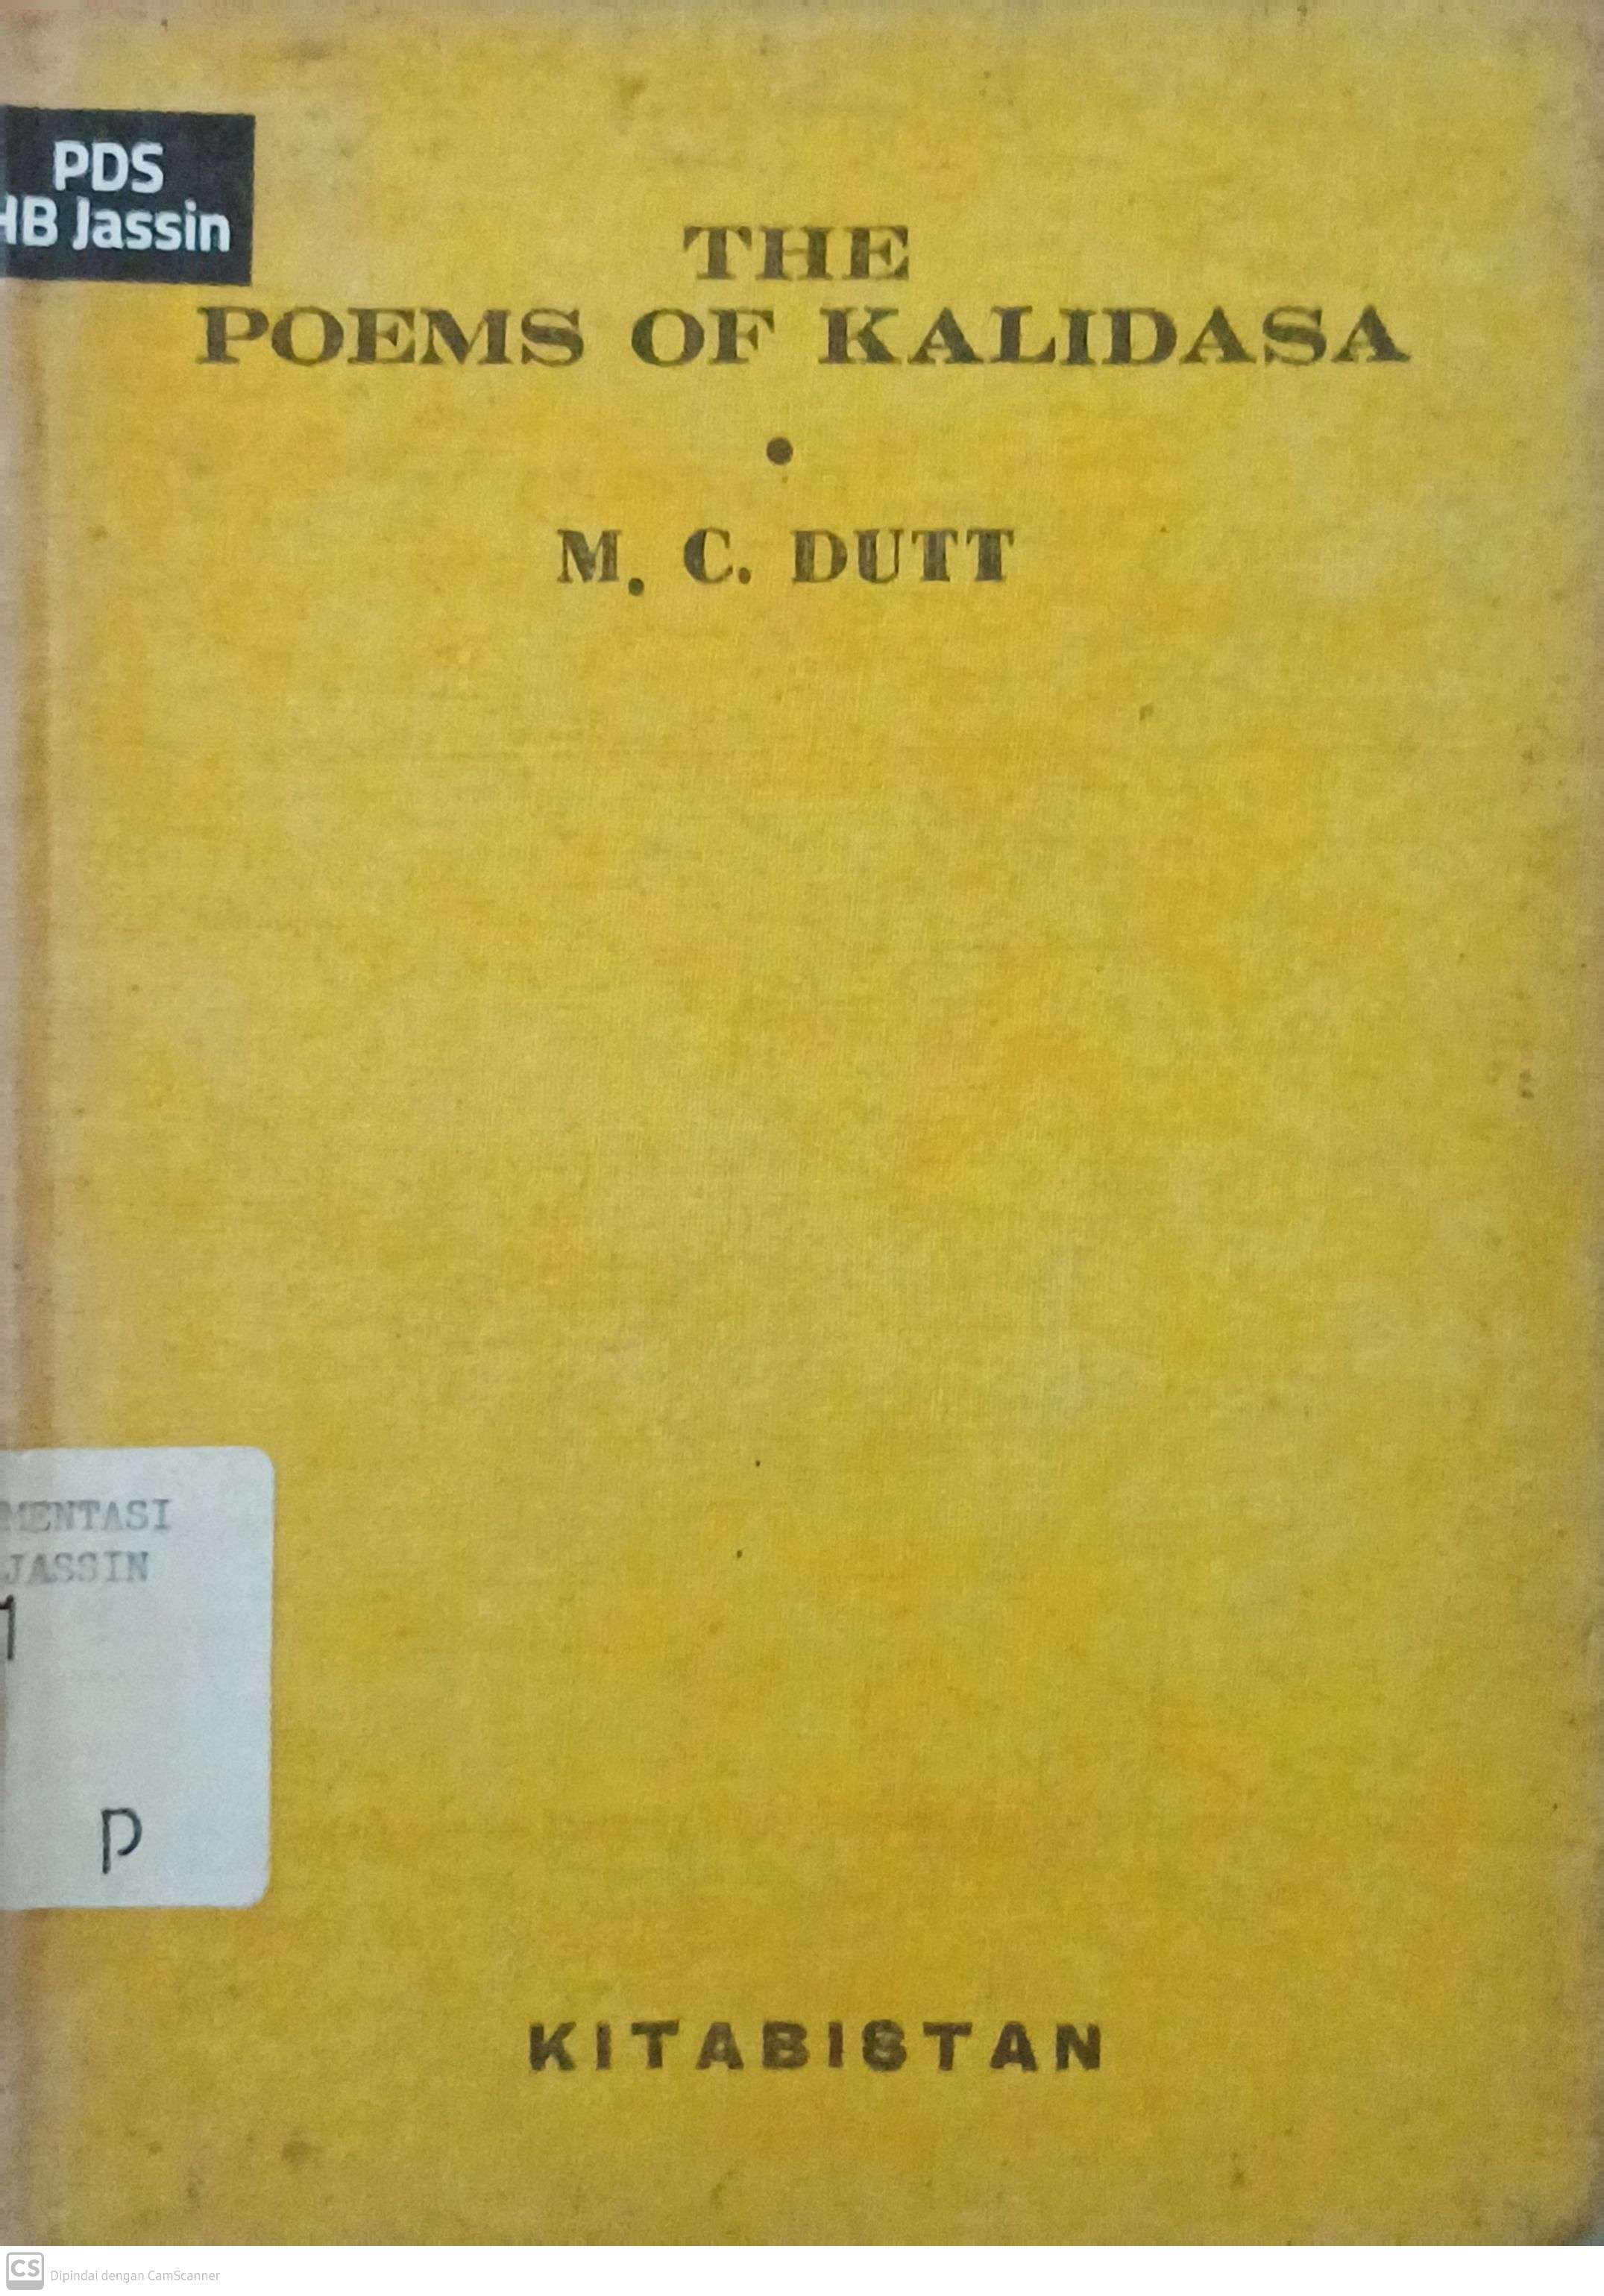 PDS
HB Jassin
THE
POEMS OF KALIDASA
•
M. C. DUTT
MENTASI
JASSIN
1
p
KITABISTAN
CS Dipindai dengan CamScanner